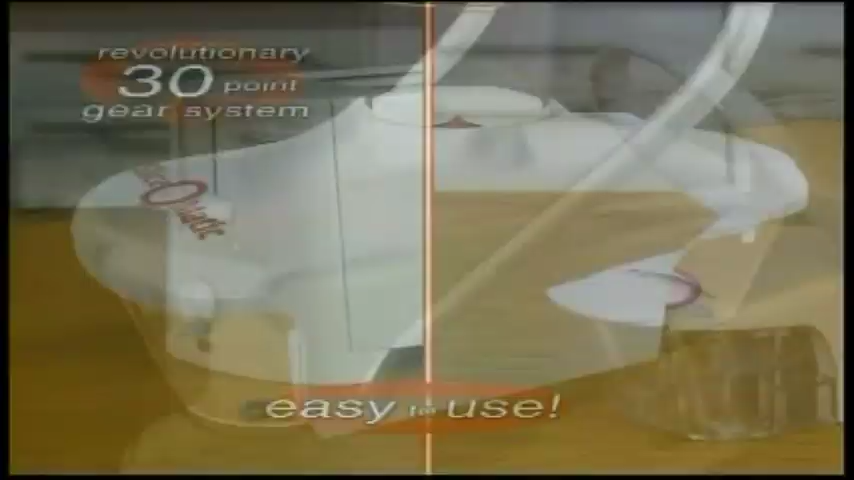 revolutionary
30 point
gear system
easy to use!